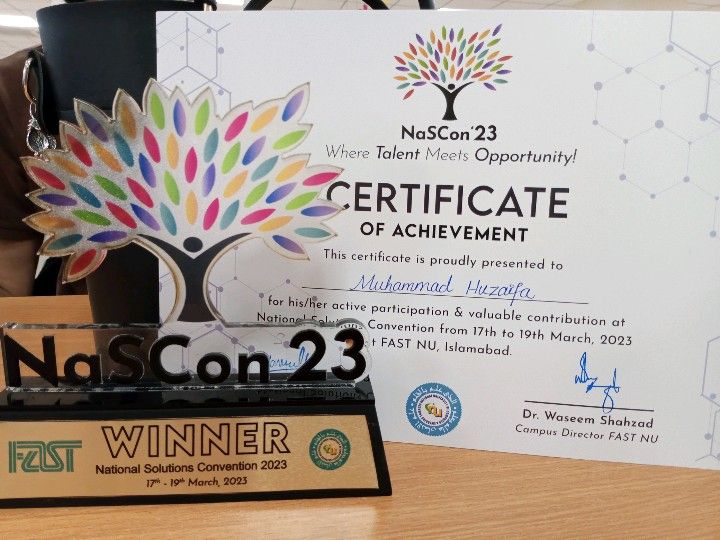 NaSCon'23
Where Talent Meets Opportunity!
CERTIFICATE
OF ACHIEVEMENT
This certificate is proudly presented to
Muhammad Huzaifa
for his/her active participation & valuable contribution at
National Solutions Convention from 17th to 19th March, 2023
FAST NU, Islamabad.
Dr. Waseem Shahzad
Campus Director FAST NU
NaSCon 23
FAST
WINNER
National Solutions Convention 2023
17th - 19th March, 2023